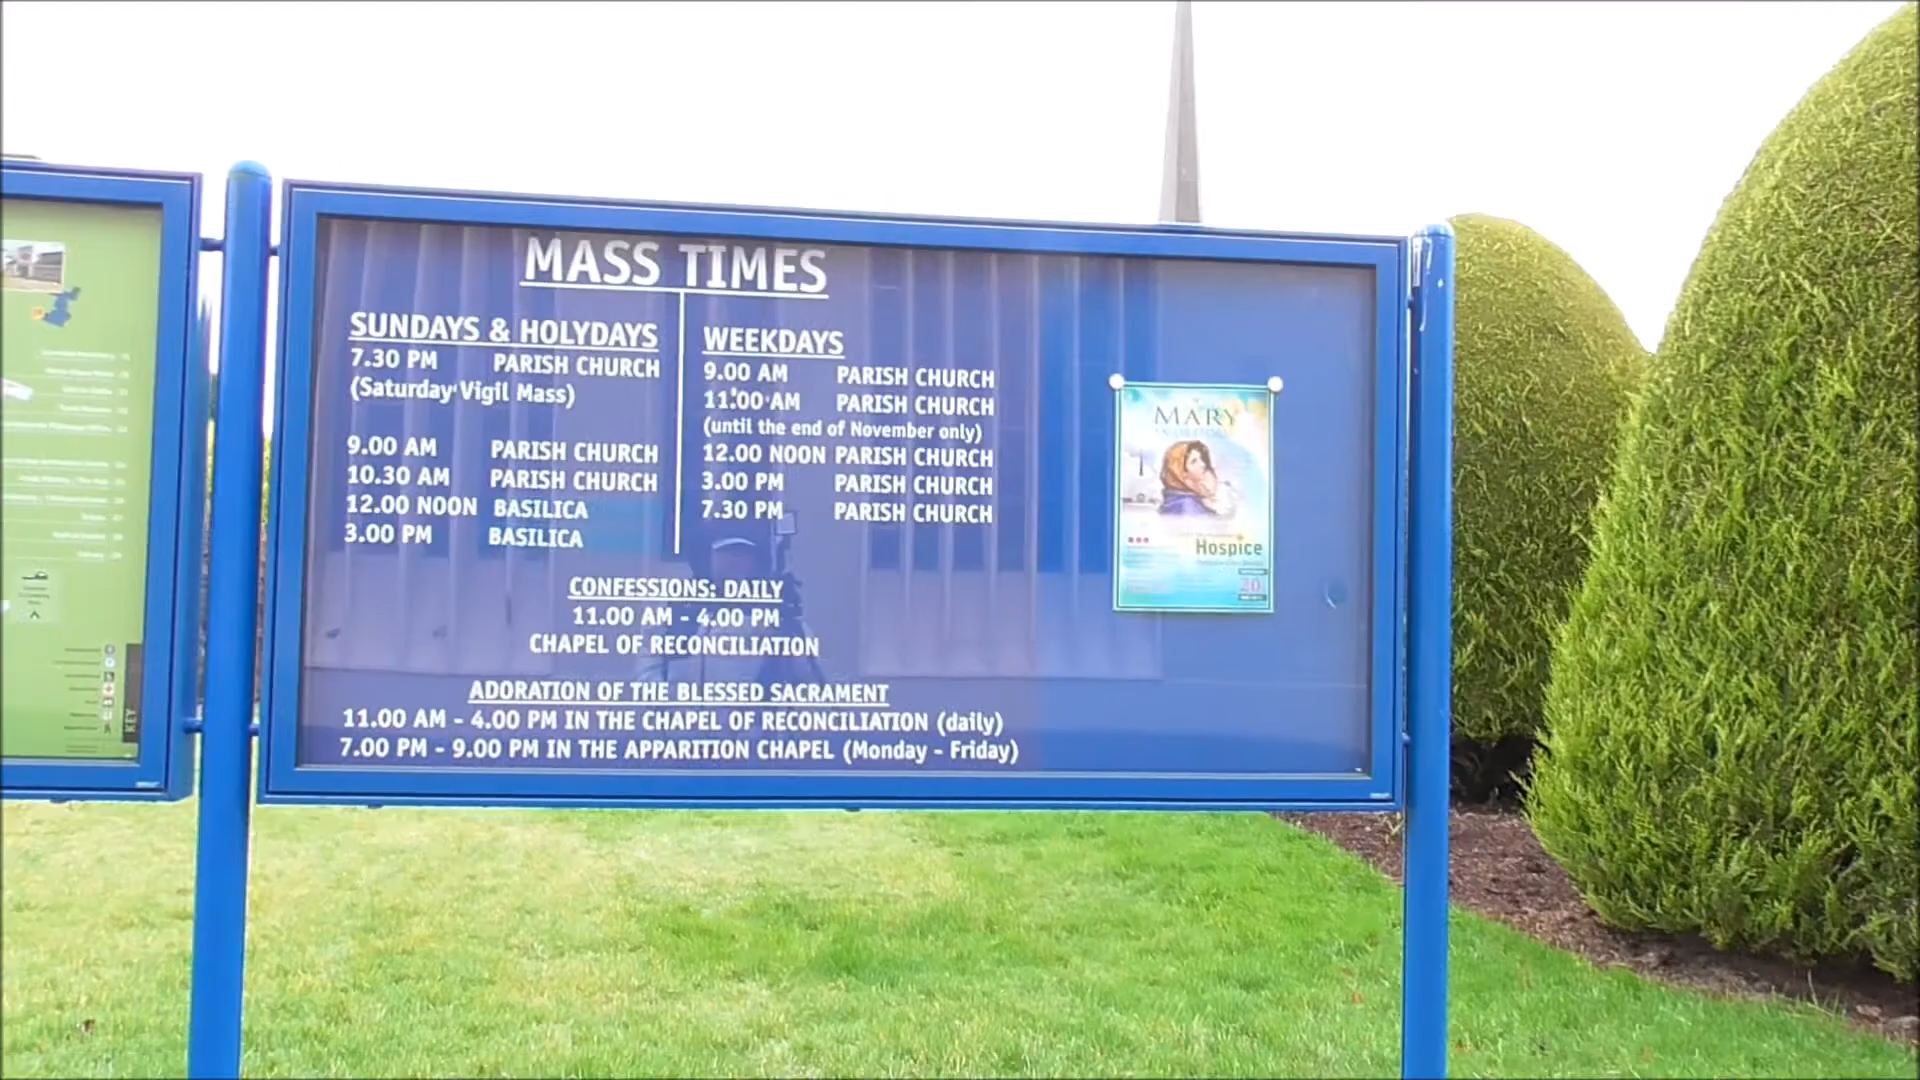 MASS TIMES
SUNDAYS & HOLYDAYS
7.30 PM PARISH CHURCH
(Saturday Vigil Mass)
9.00 AM PARISH CHURCH
10.30 AM PARISH CHURCH
12.00 NOON BASILICA
3.00 PM BASILICA
WEEKDAYS
9.00 AM PARISH CHURCH
11.00 AM PARISH CHURCH
(until the end of November only)
12.00 NOON PARISH CHURCH
3.00 PM PARISH CHURCH
7.30 PM PARISH CHURCH
CONFESSIONS: DAILY
11.00 AM - 4.00 PM
CHAPEL OF RECONCILIATION
ADORATION OF THE BLESSED SACRAMENT
11.00 AM - 4.00 PM IN THE CHAPEL OF RECONCILIATION (daily)
7.00 PM - 9.00 PM IN THE APPARITION CHAPEL (Monday - Friday)
MARY
Hospice
20
KEY